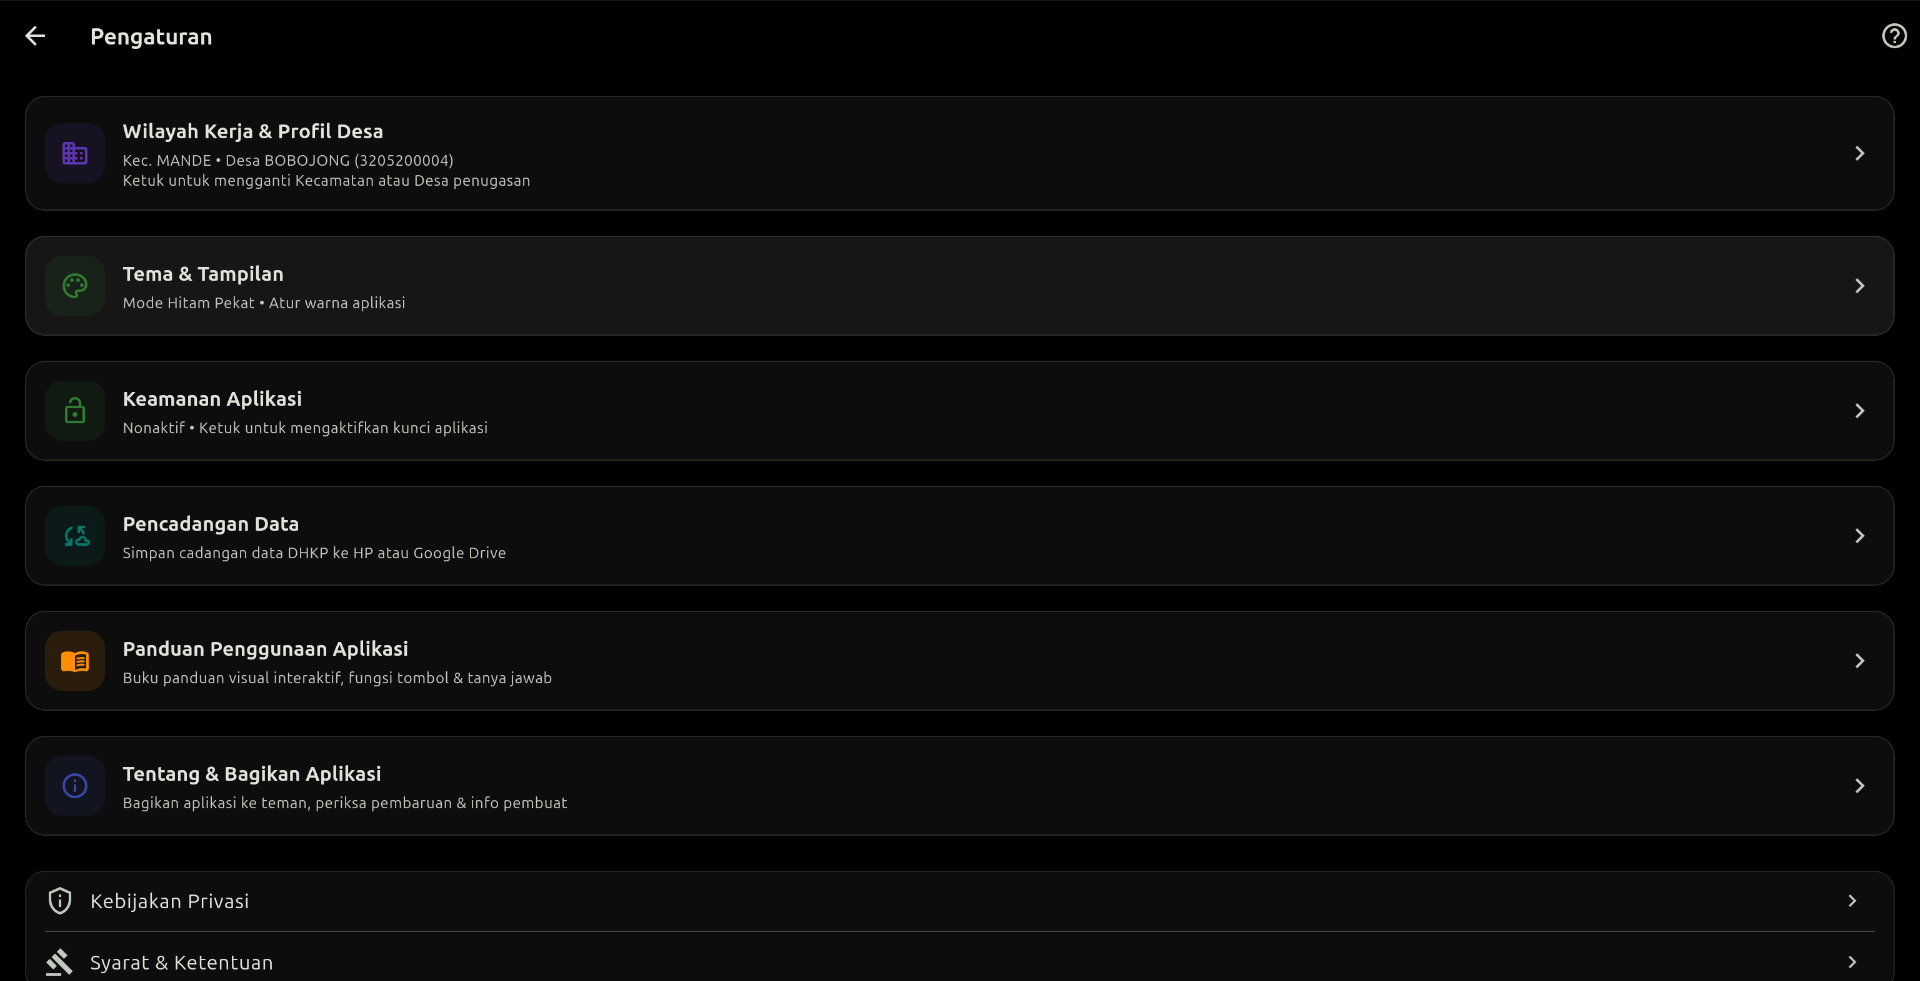 Pengaturan
Wilayah Kerja & Profil Desa
Kec. MANDE • Desa BOBOJONG (3205200004)
Ketuk untuk mengganti Kecamatan atau Desa penugasan
Tema & Tampilan
Mode Hitam Pekat • Atur warna aplikasi
Keamanan Aplikasi
Nonaktif • Ketuk untuk mengaktifkan kunci aplikasi
Pencadangan Data
Simpan cadangan data DHKP ke HP atau Google Drive
Panduan Penggunaan Aplikasi
Buku panduan visual interaktif, fungsi tombol & tanya jawab
Tentang & Bagikan Aplikasi
Bagikan aplikasi ke teman, periksa pembaruan & info pembuat
Kebijakan Privasi
Syarat & Ketentuan